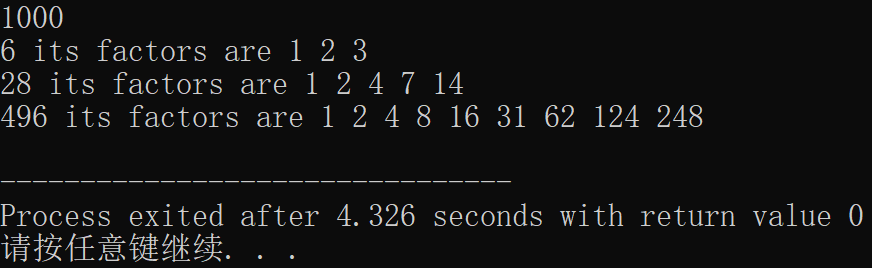 1000
6 its factors are 1 2 3
28 its factors are 1 2 4 7 14
496 its factors are 1 2 4 8 16 31 62 124 248
--------------------------------
Process exited after 4.326 seconds with return value 0
请按任意键继续. . .